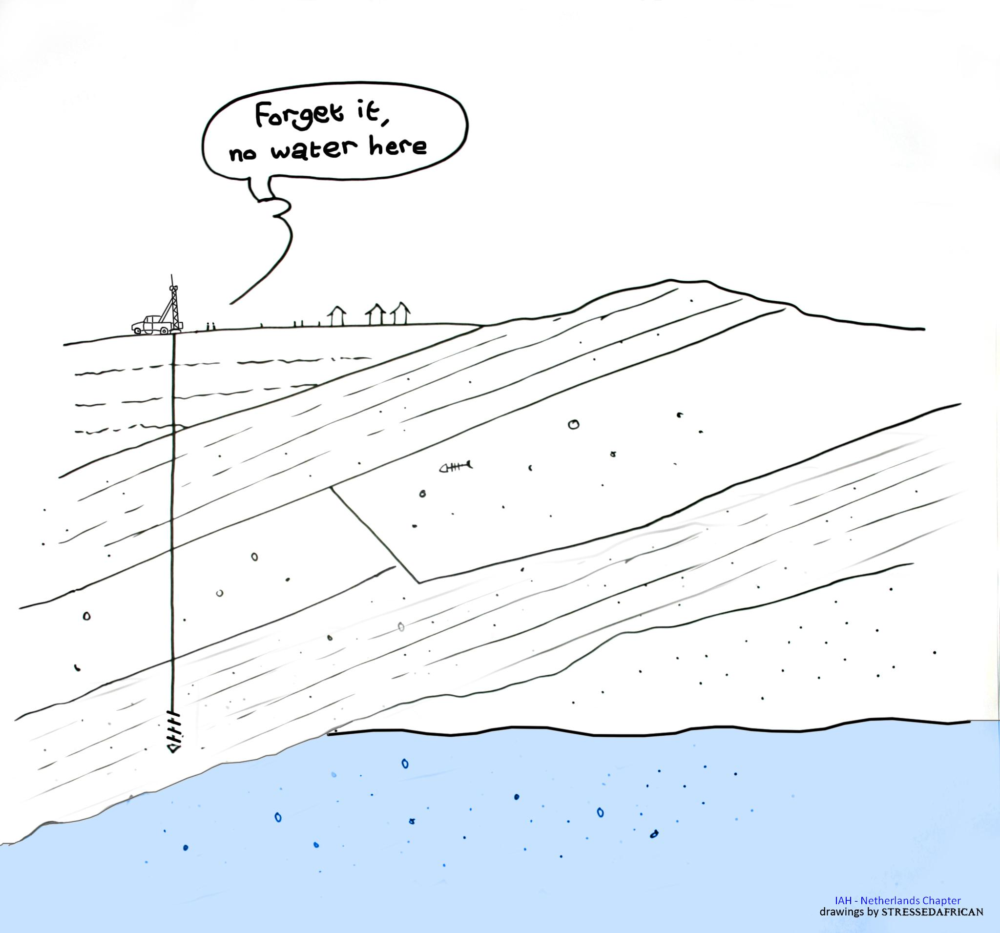 Forget it,
no water here
IAH - Netherlands Chapter
drawings by STRESSEDAFRICAN